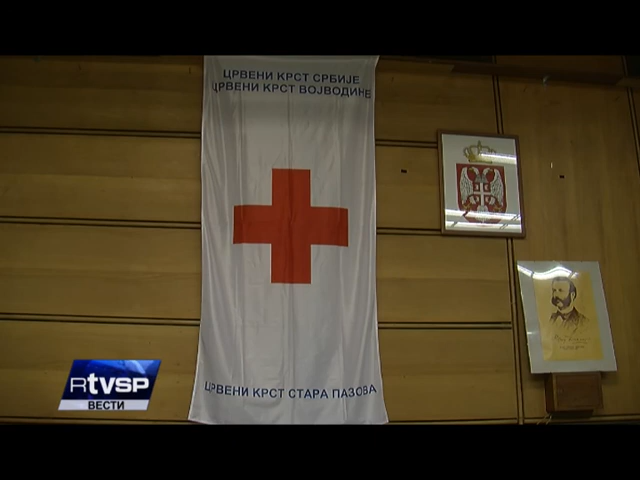 ЦРВЕНИ КРСТ СРБИЈЕ
ЦРВЕНИ КРСТ ВОЈВОДИНЕ
ЦРВЕНИ КРСТ СТАРА ПАЗОВА
RTVSP
ВЕСТИ